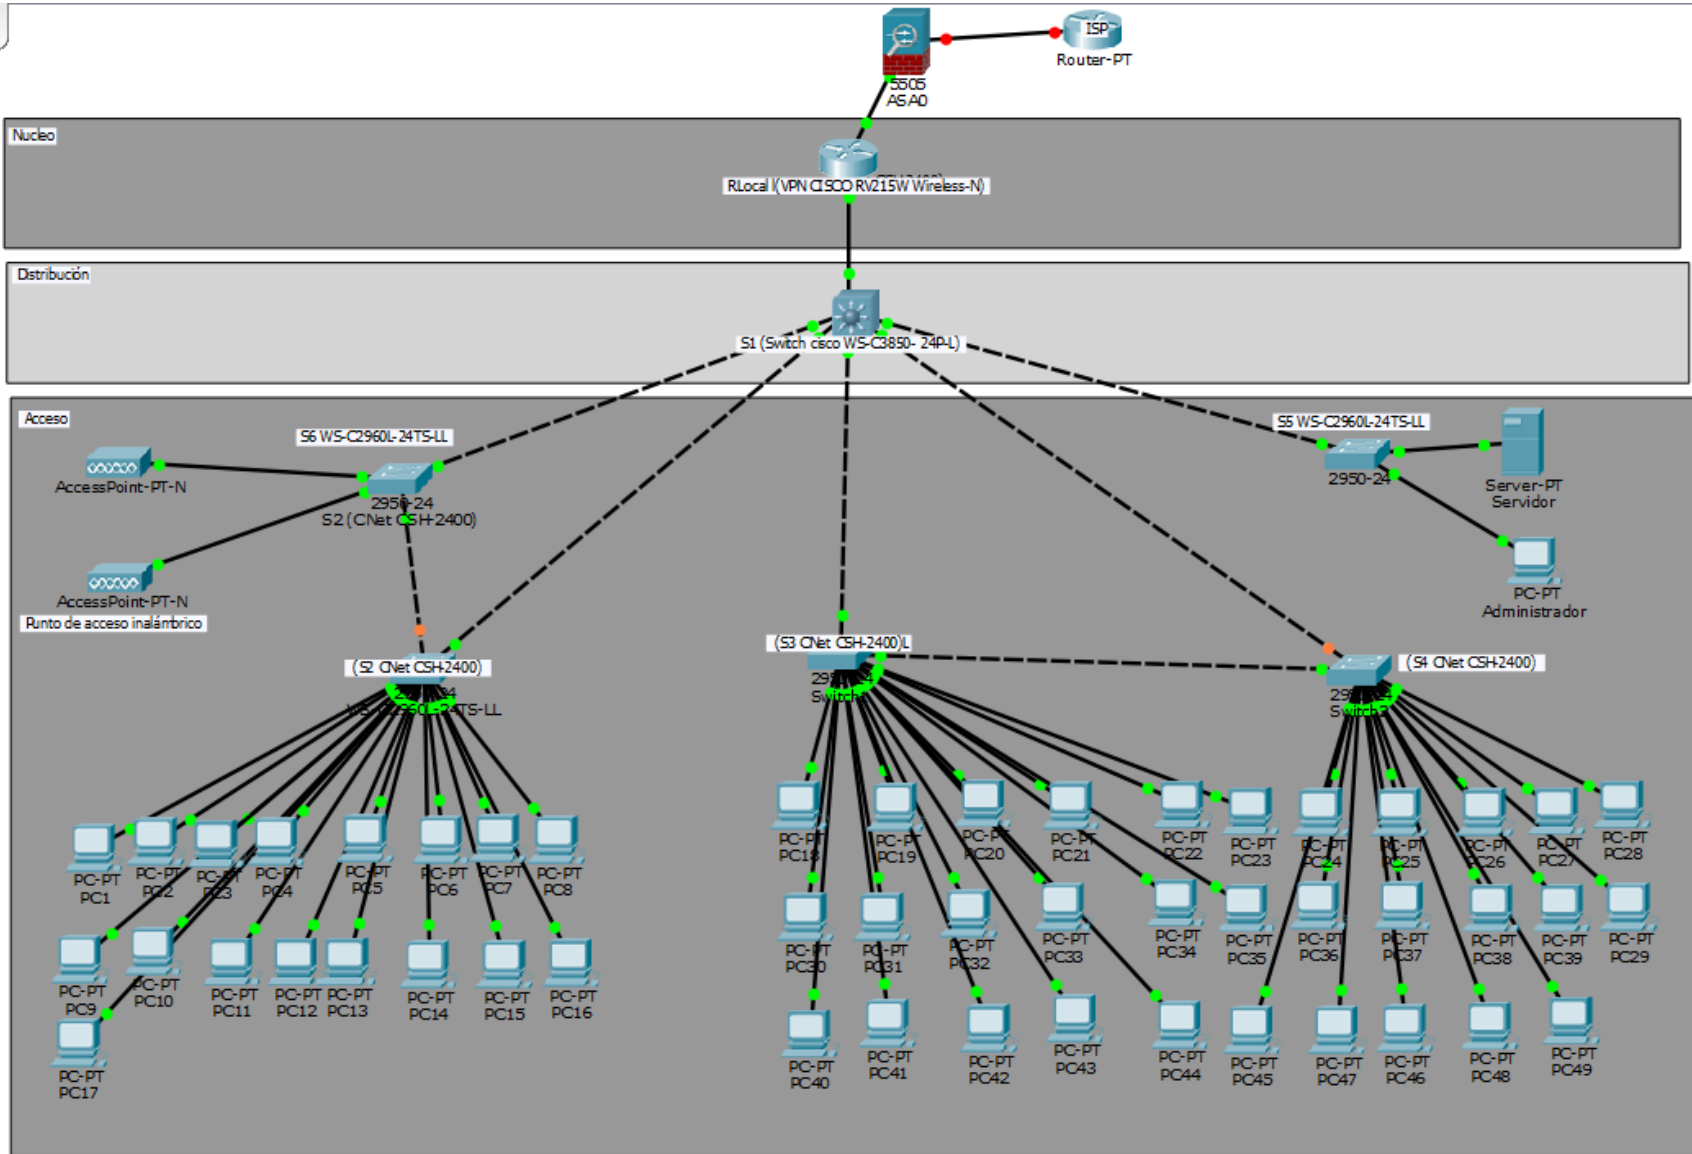 ISP
Router-PT
5505
ASA0
Nucleo
RLocal l(VPN CISCO RV215W Wireless-N)
Distribución
S1 (Switch cisco WS-C3850- 24P-L)
Acceso
S6 WS-C2960L-24TS-LL
AccessPoint-PT-N
2950-24
S2 (CNet CSH-2400)
AccessPoint-PT-N
Punto de acceso inalámbrico
S5 WS-C2960L-24TS-LL
2950-24
Server-PT
Servidor
PC-PT
Administrador
(S2 CNet CSH-2400)
WS-C2960L-24TS-LL
(S3 CNet CSH-2400)L
(S4 CNet CSH-2400)
PC-PT
PC1
PC-PT
PC2
PC-PT
PC3
PC-PT
PC4
PC-PT
PC5
PC-PT
PC6
PC-PT
PC7
PC-PT
PC8
PC-PT
PC9
PC-PT
PC10
PC-PT
PC11
PC-PT
PC12
PC-PT
PC13
PC-PT
PC14
PC-PT
PC15
PC-PT
PC16
PC-PT
PC17
PC-PT
PC18
PC-PT
PC19
PC-PT
PC20
PC-PT
PC21
PC-PT
PC22
PC-PT
PC23
PC-PT
PC24
PC-PT
PC25
PC-PT
PC26
PC-PT
PC27
PC-PT
PC28
PC-PT
PC30
PC-PT
PC31
PC-PT
PC32
PC-PT
PC33
PC-PT
PC34
PC-PT
PC35
PC-PT
PC36
PC-PT
PC37
PC-PT
PC38
PC-PT
PC39
PC-PT
PC29
PC-PT
PC40
PC-PT
PC41
PC-PT
PC42
PC-PT
PC43
PC-PT
PC44
PC-PT
PC45
PC-PT
PC47
PC-PT
PC46
PC-PT
PC48
PC-PT
PC49